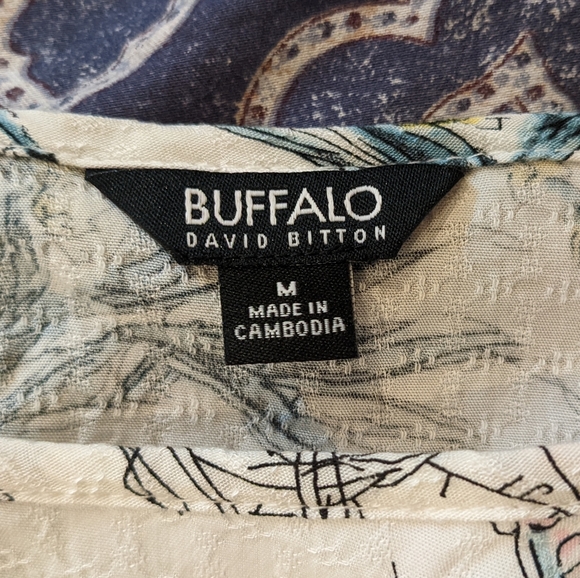 BUFFALO
DAVID BITTON
M
MADE IN
CAMBODIA